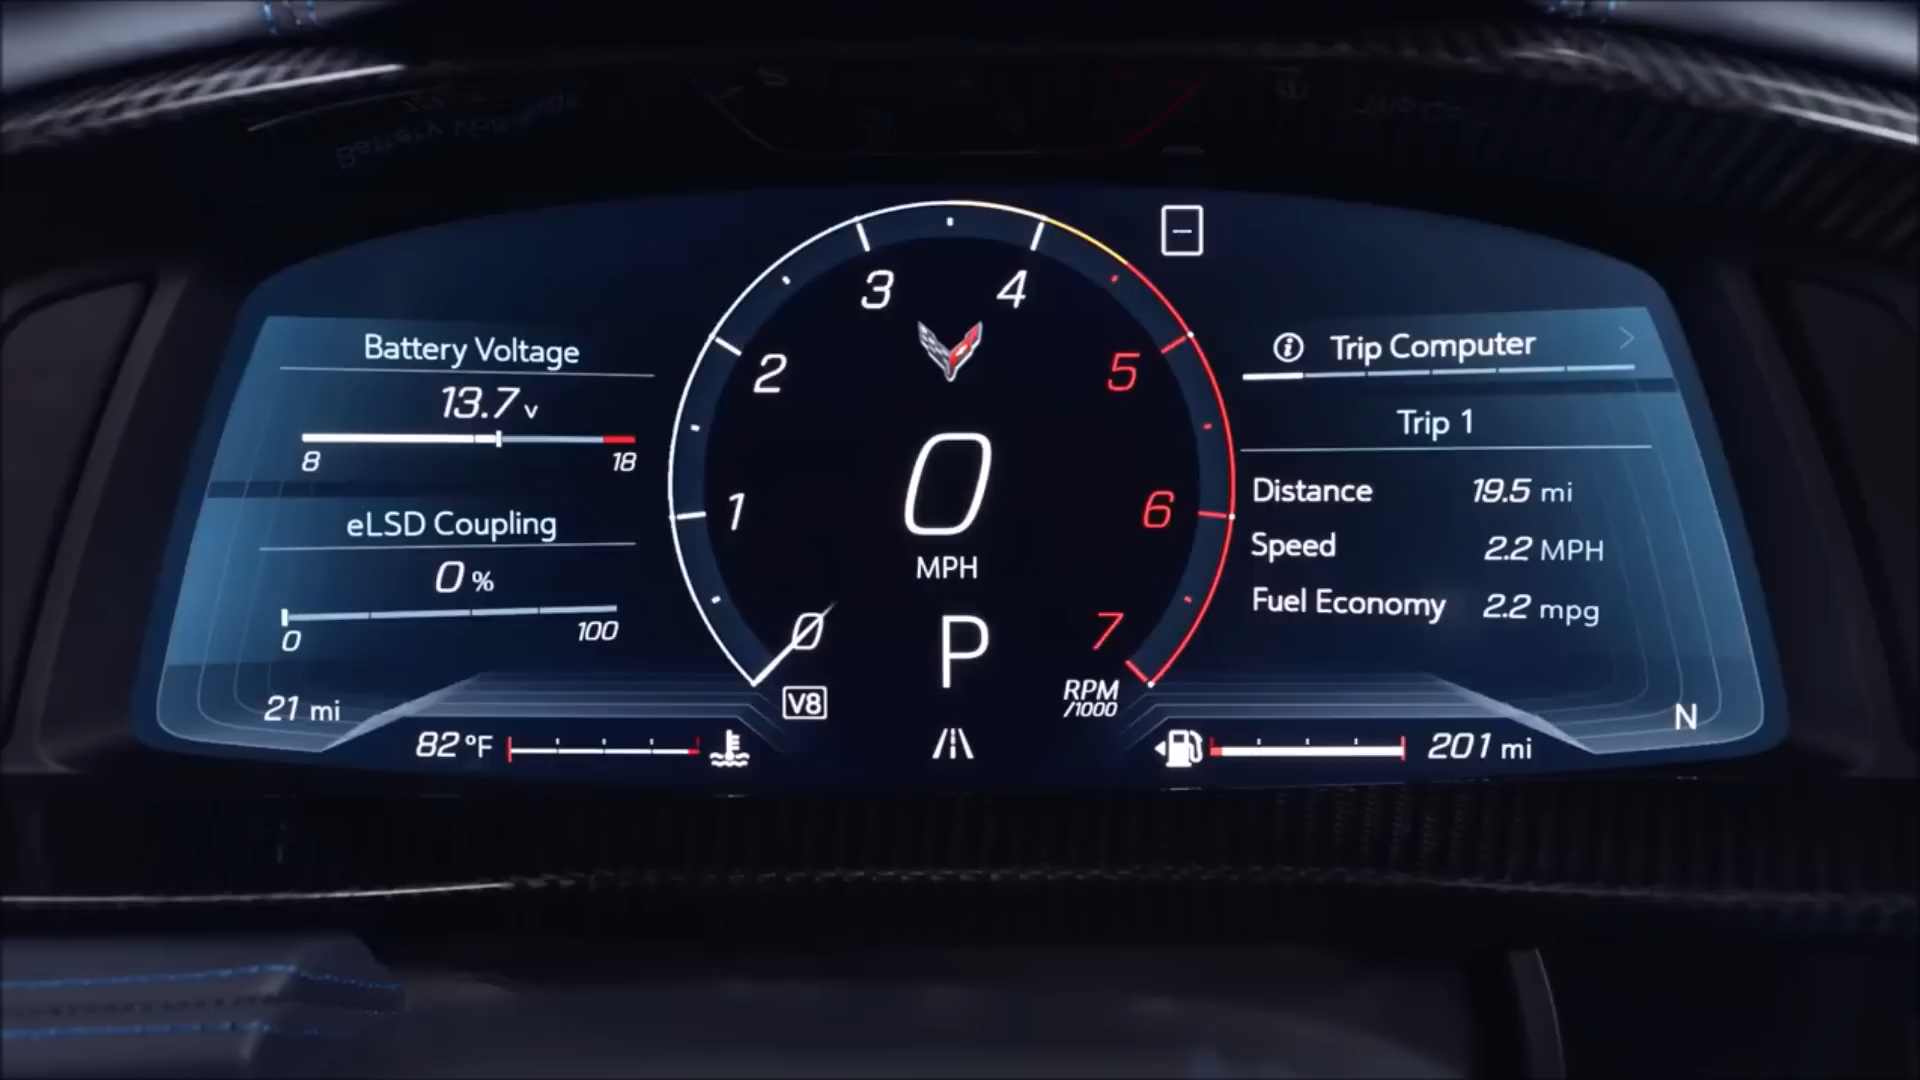 Battery Voltage
13.7 v
8 18
eLSD Coupling
0 %
0 100
21 mi
82 °F
0
1
2
3
4
5
6
7
0
MPH
P
V8
RPM
/1000
Trip Computer
Trip 1
Distance 19.5 mi
Speed 2.2 MPH
Fuel Economy 2.2 mpg
N
201 mi